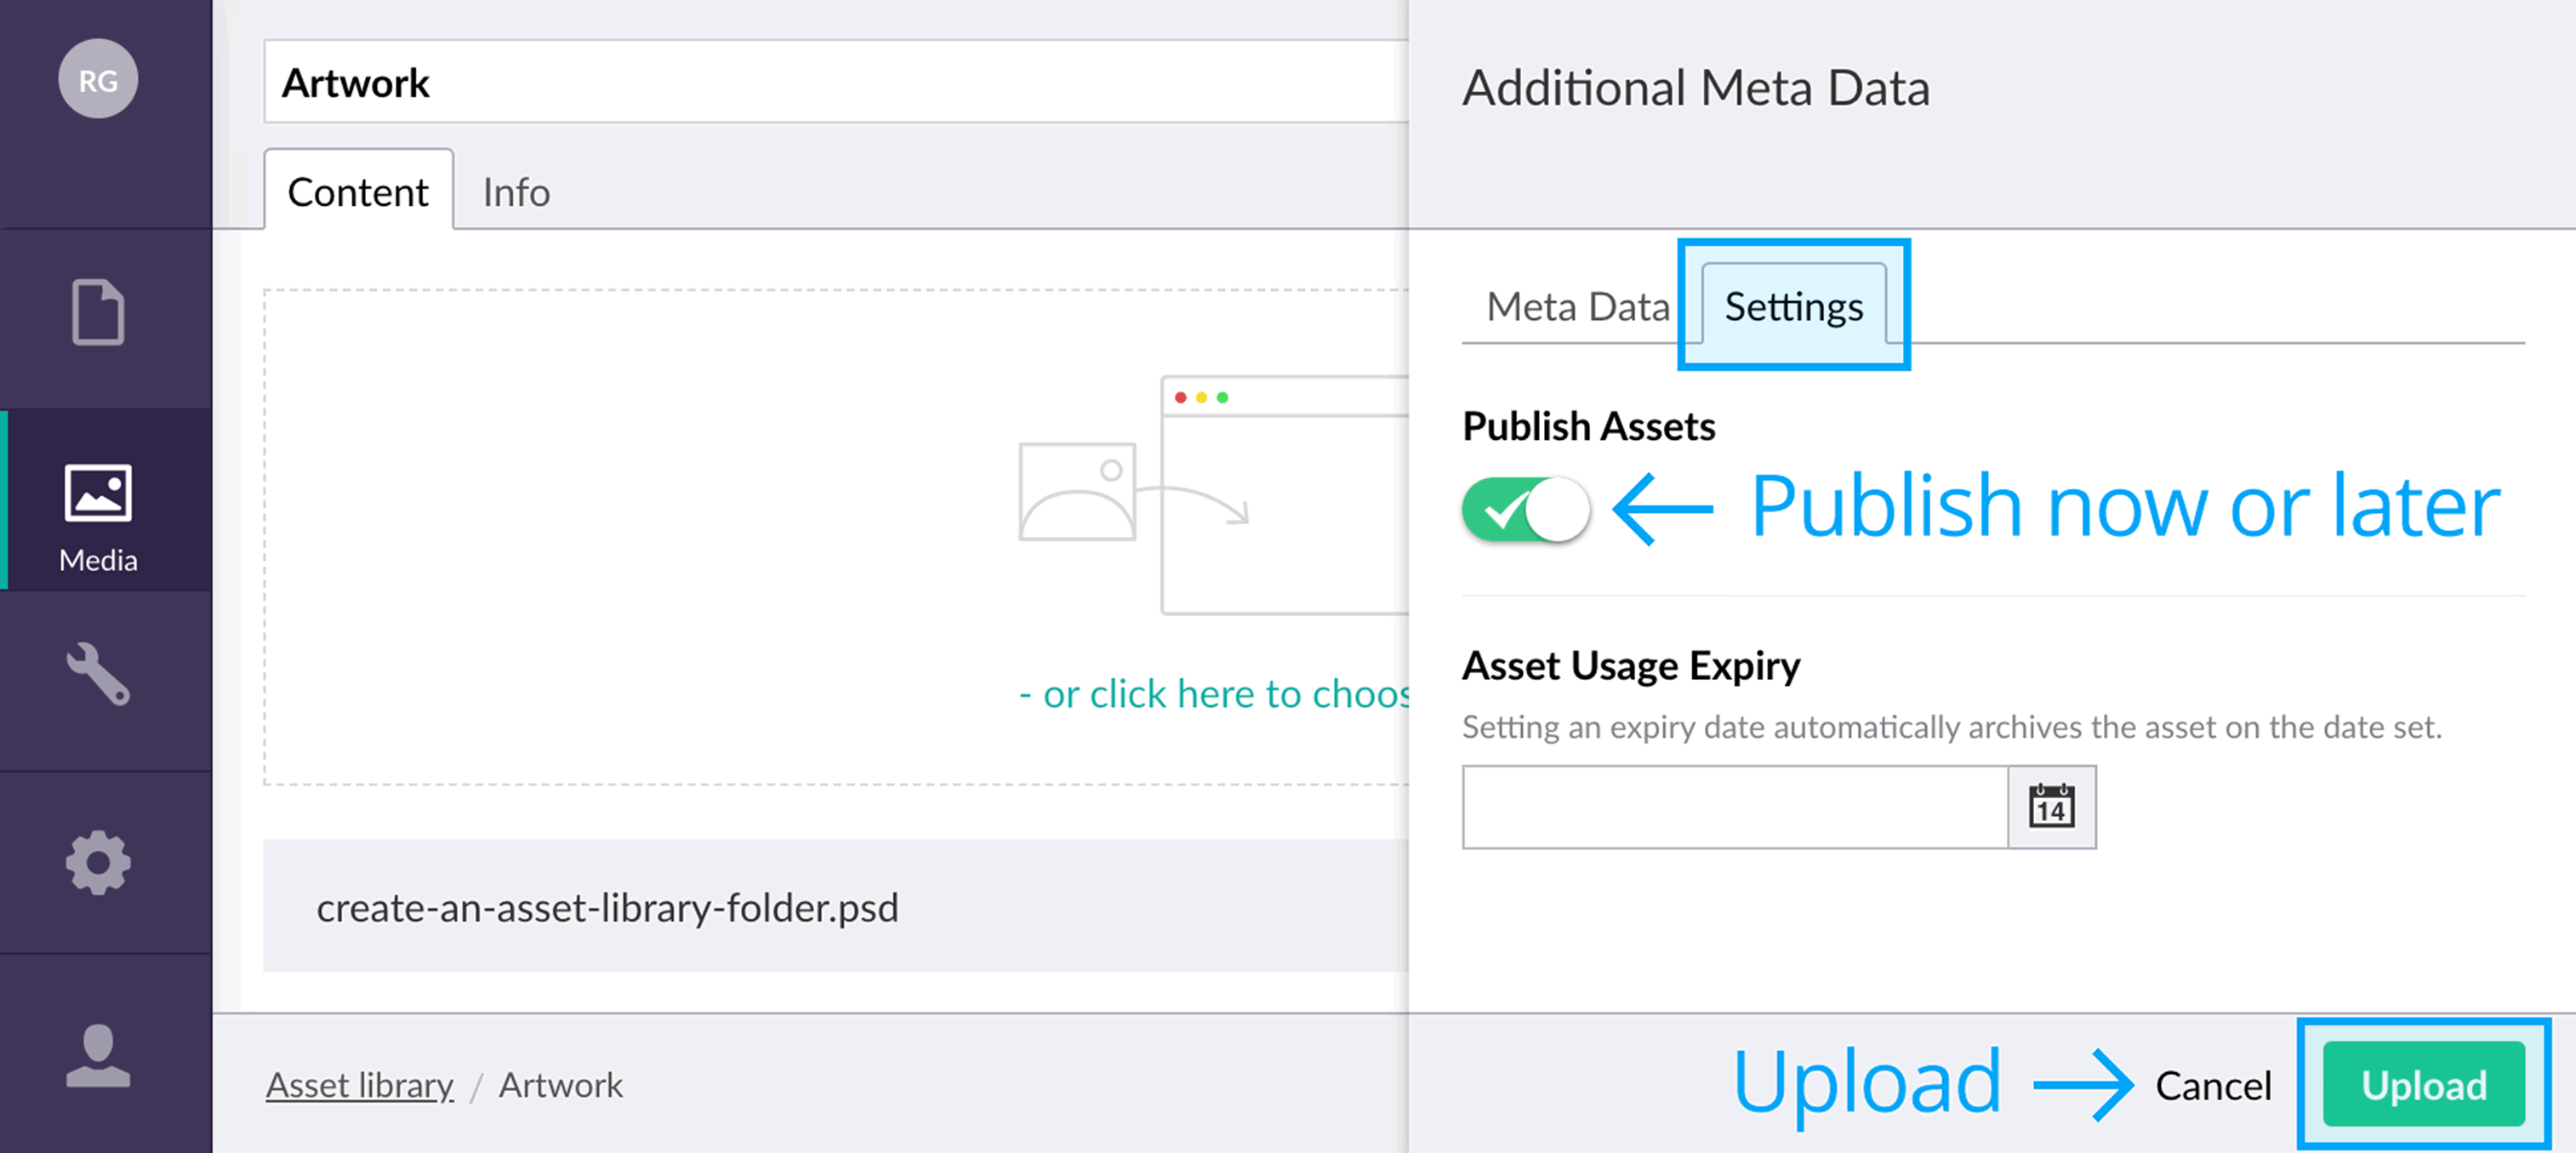 RG
Media
Artwork
Content
Info
- or click here to choos
create-an-asset-library-folder.psd
Asset library / Artwork
Additional Meta Data
Meta Data
Settings
Publish Assets
Publish now or later
Asset Usage Expiry
Setting an expiry date automatically archives the asset on the date set.
14
Upload
Cancel
Upload